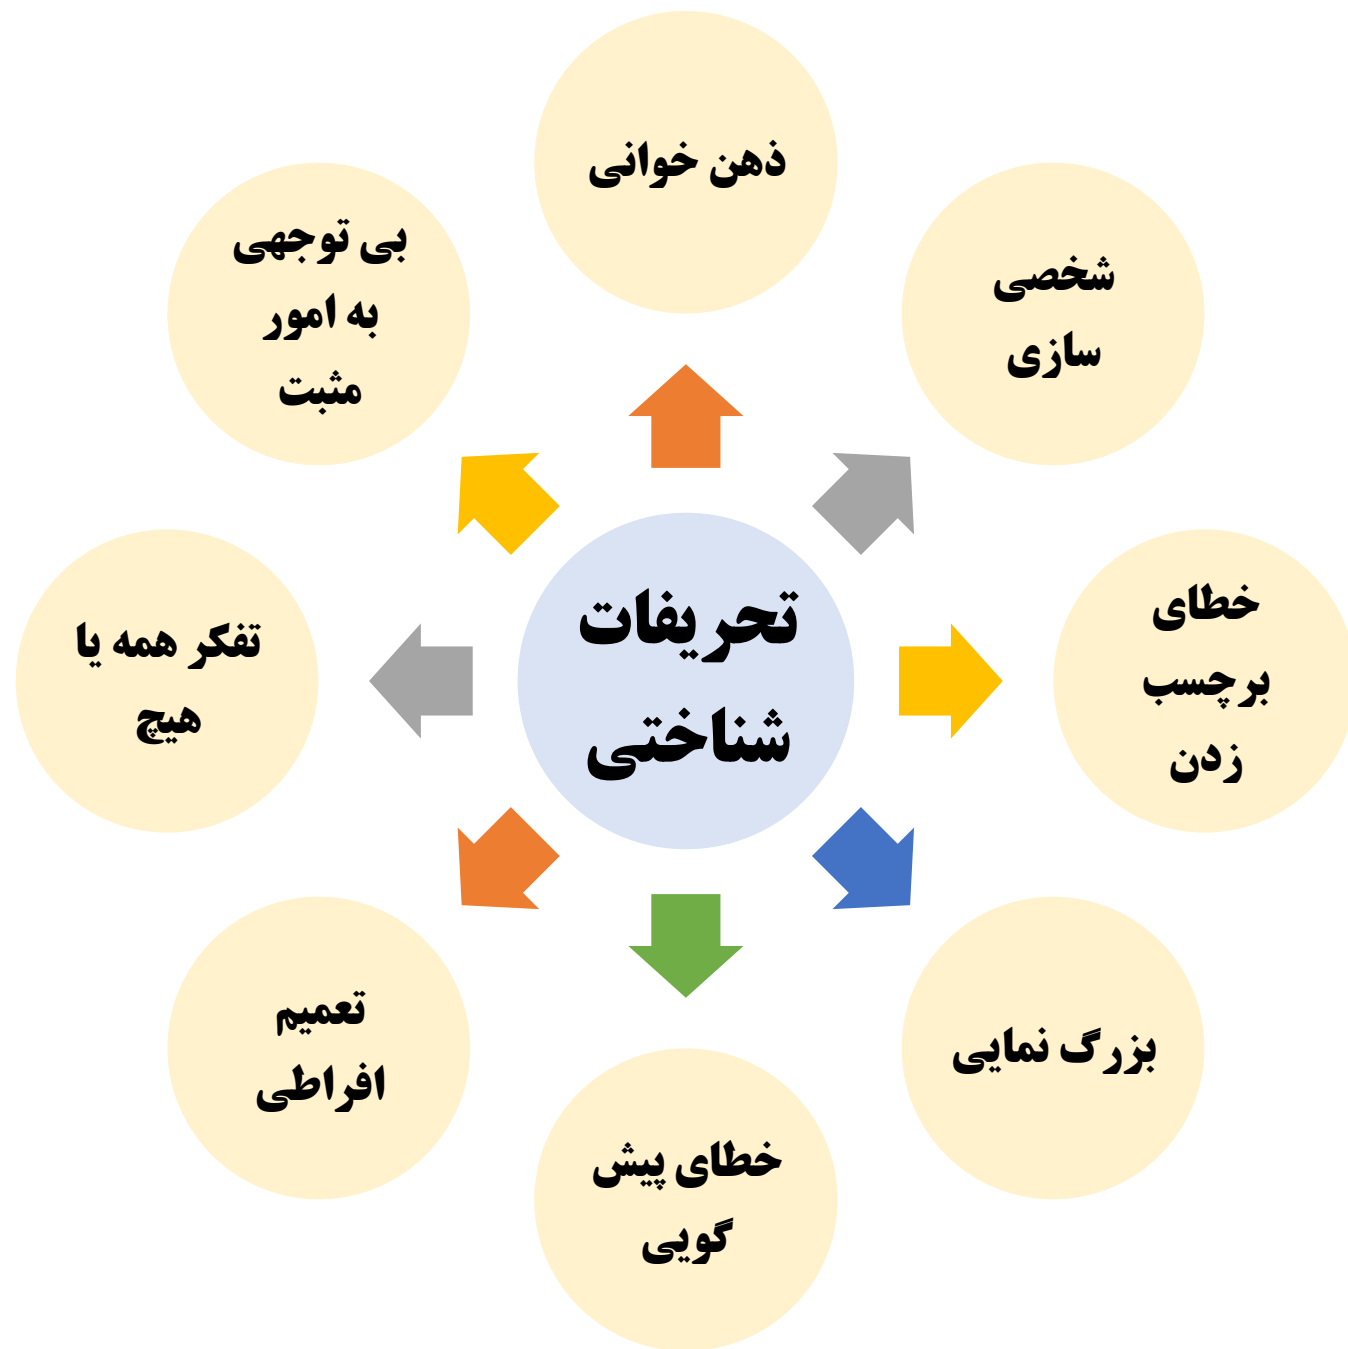 تحریفات
شناختی
ذهن خوانی
شخصی
سازی
خطای
برچسب
زدن
بزرگ نمایی
خطای پیش
گویی
تعمیم
افراطی
تفکر همه یا
هیچ
بی توجهی
به امور
مثبت